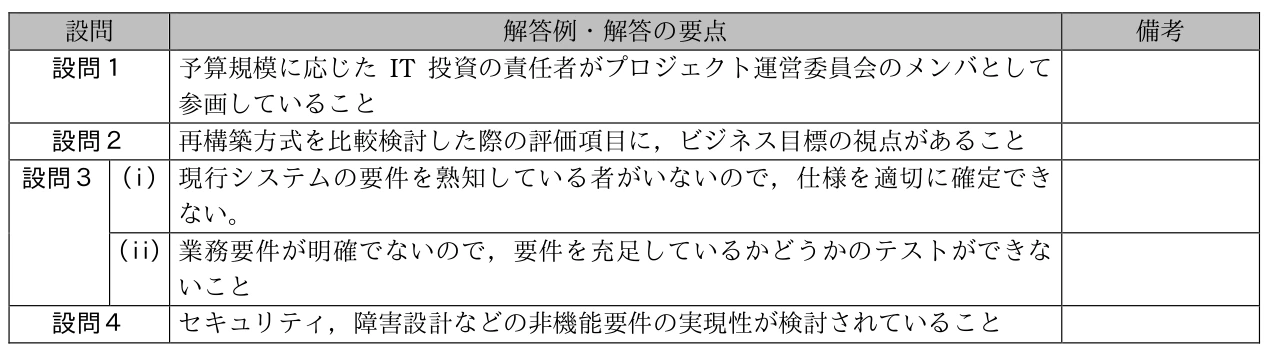 設問 解答例・解答の要点 備考
設問1 予算規模に応じた IT 投資の責任者がプロジェクト運営委員会のメンバとして
参画していること
設問2 再構築方式を比較検討した際の評価項目に，ビジネス目標の視点があること
設問3 (ⅰ) 現行システムの要件を熟知している者がいないので，仕様を適切に確定でき
ない。
(ⅱ) 業務要件が明確でないので，要件を充足しているかどうかのテストができな
いこと
設問4 セキュリティ，障害設計などの非機能要件の実現性が検討されていること